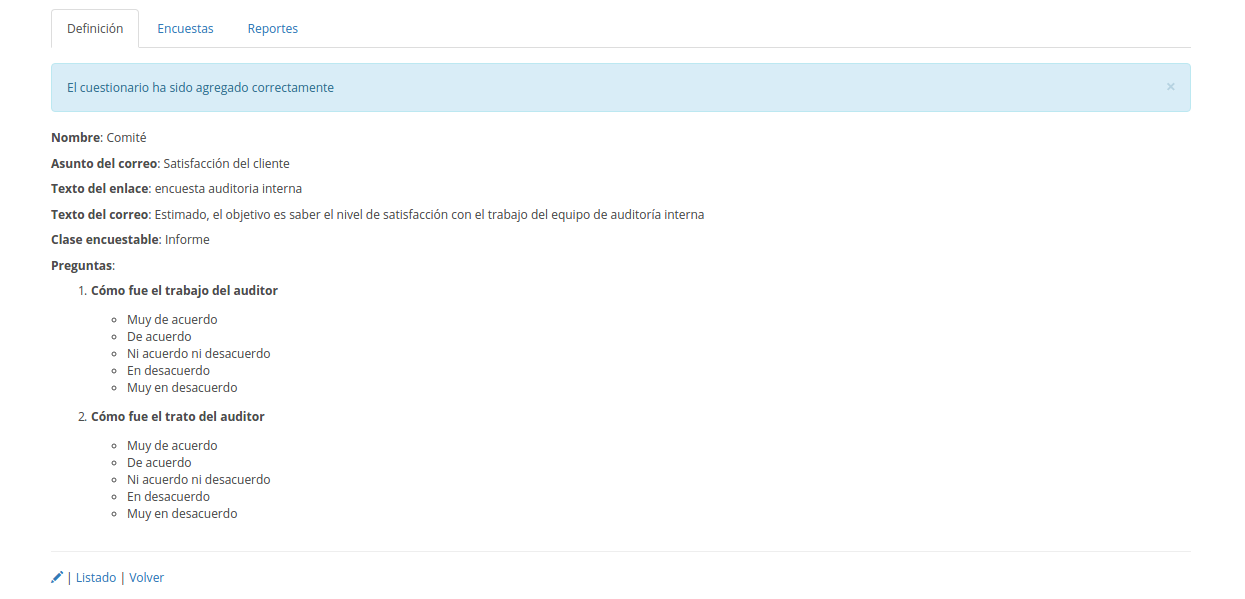 Definición Encuestas Reportes
El cuestionario ha sido agregado correctamente ×
Nombre: Comité
Asunto del correo: Satisfacción del cliente
Texto del enlace: encuesta auditoria interna
Texto del correo: Estimado, el objetivo es saber el nivel de satisfacción con el trabajo del equipo de auditoría interna
Clase encuestable: Informe
Preguntas:
1. Cómo fue el trabajo del auditor
Muy de acuerdo
De acuerdo
Ni acuerdo ni desacuerdo
En desacuerdo
Muy en desacuerdo
2. Cómo fue el trato del auditor
Muy de acuerdo
De acuerdo
Ni acuerdo ni desacuerdo
En desacuerdo
Muy en desacuerdo
| Listado | Volver